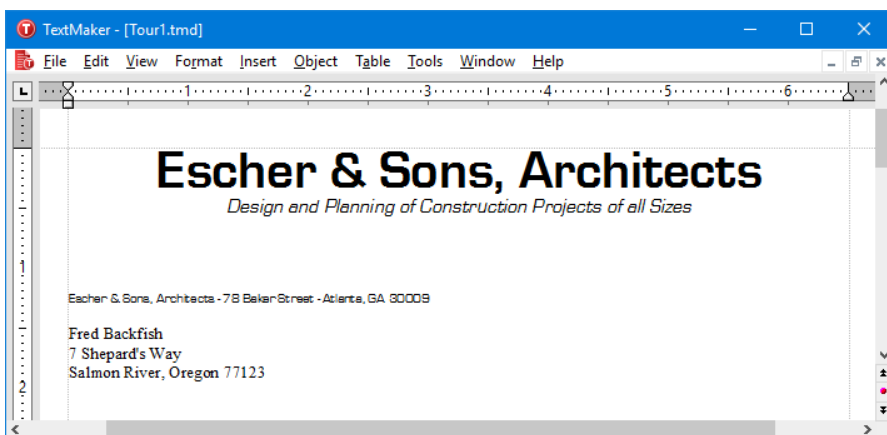 TextMaker - [Tour1.tmd]
File Edit View Format Insert Object Table Tools Window Help
L 1 2 3 4 5 6
Escher & Sons, Architects
Design and Planning of Construction Projects of all Sizes
1
Escher & Sons, Architects - 78 Baker Street - Atlanta, GA 30009
Fred Backfish
7 Shepard's Way
Salmon River, Oregon 77123
2